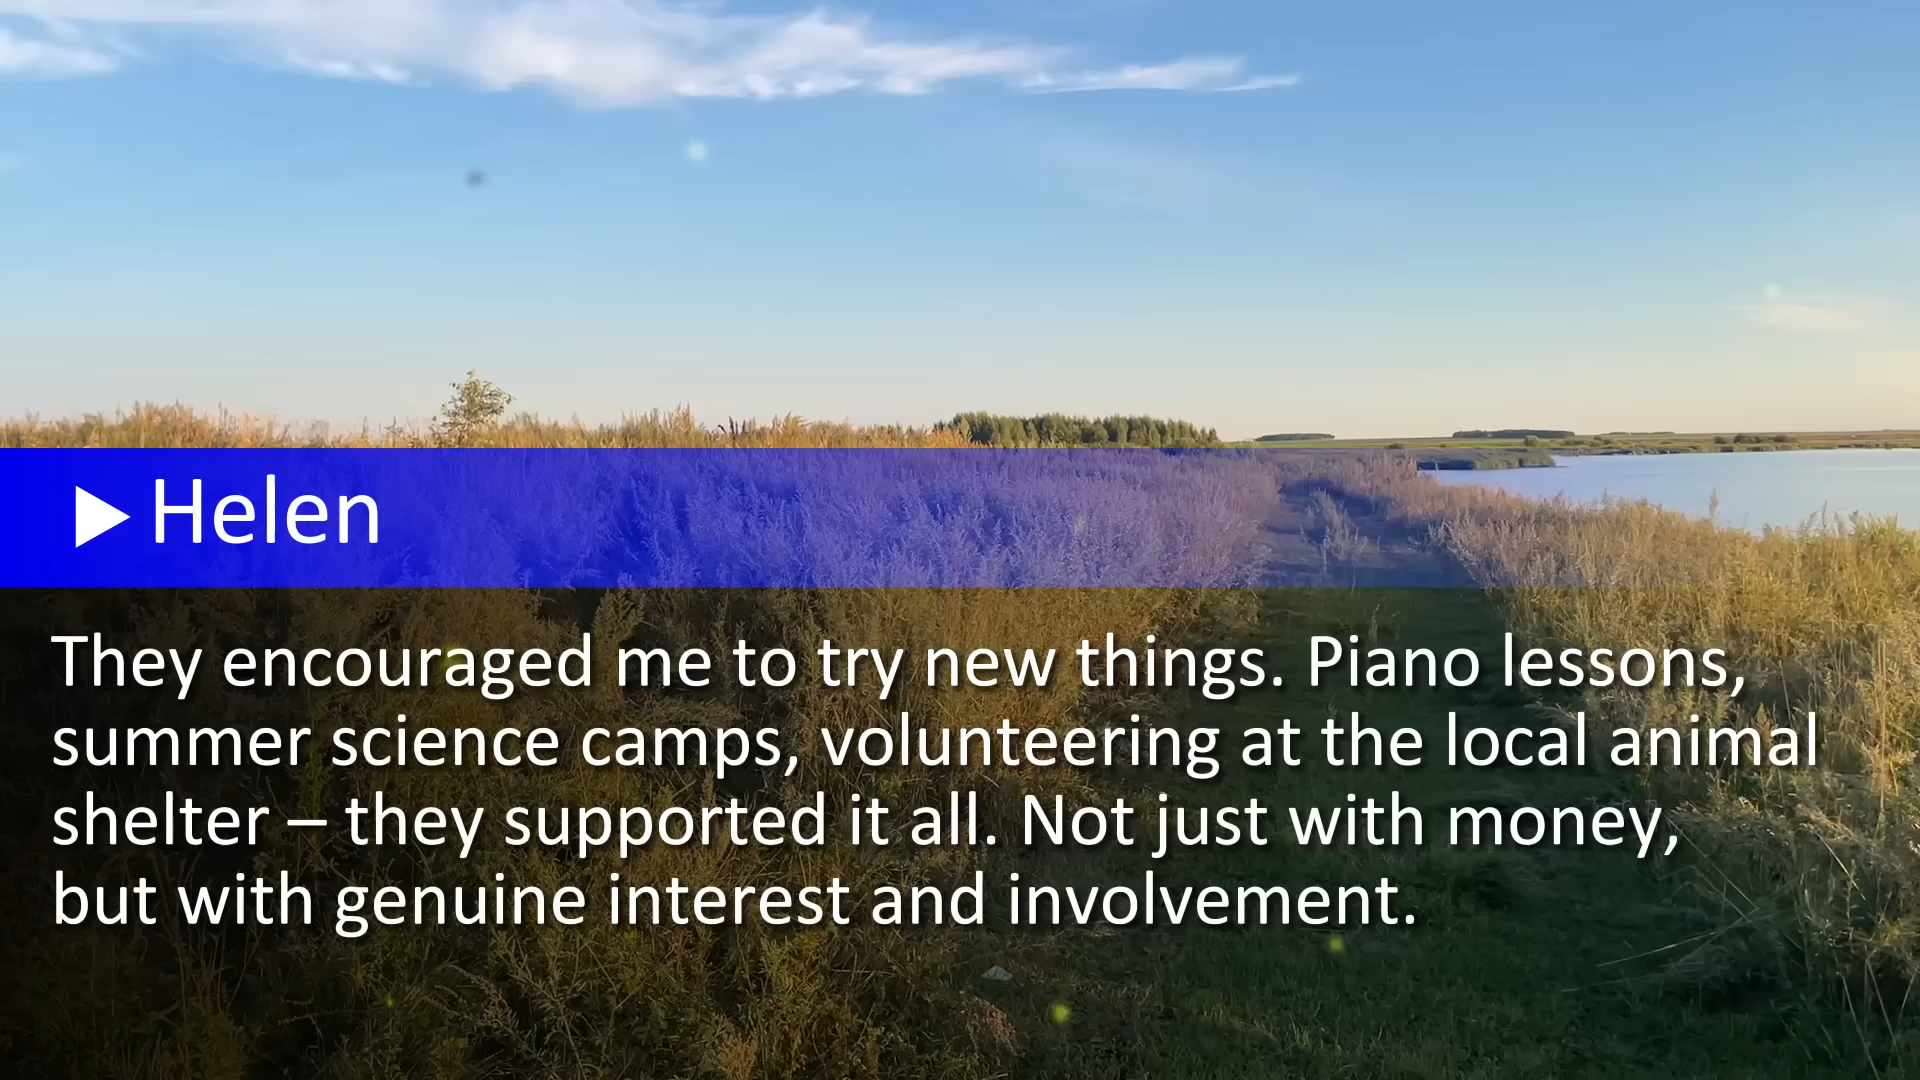 Helen
They encouraged me to try new things. Piano lessons,
summer science camps, volunteering at the local animal
shelter – they supported it all. Not just with money,
but with genuine interest and involvement.